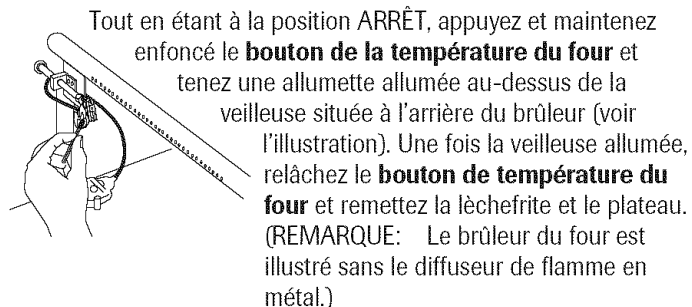 Tout en étant à la position ARRÊT, appuyez et maintenez
enfoncé le bouton de la température du four et
tenez une allumette allumée au-dessus de la
veilleuse située à l'arrière du brûleur (voir
l'illustration). Une fois la veilleuse allumée,
relâchez le bouton de température du
four et remettez la lèchefrite et le plateau.
(REMARQUE: Le brûleur du four est
illustré sans le diffuseur de flamme en
métal.)